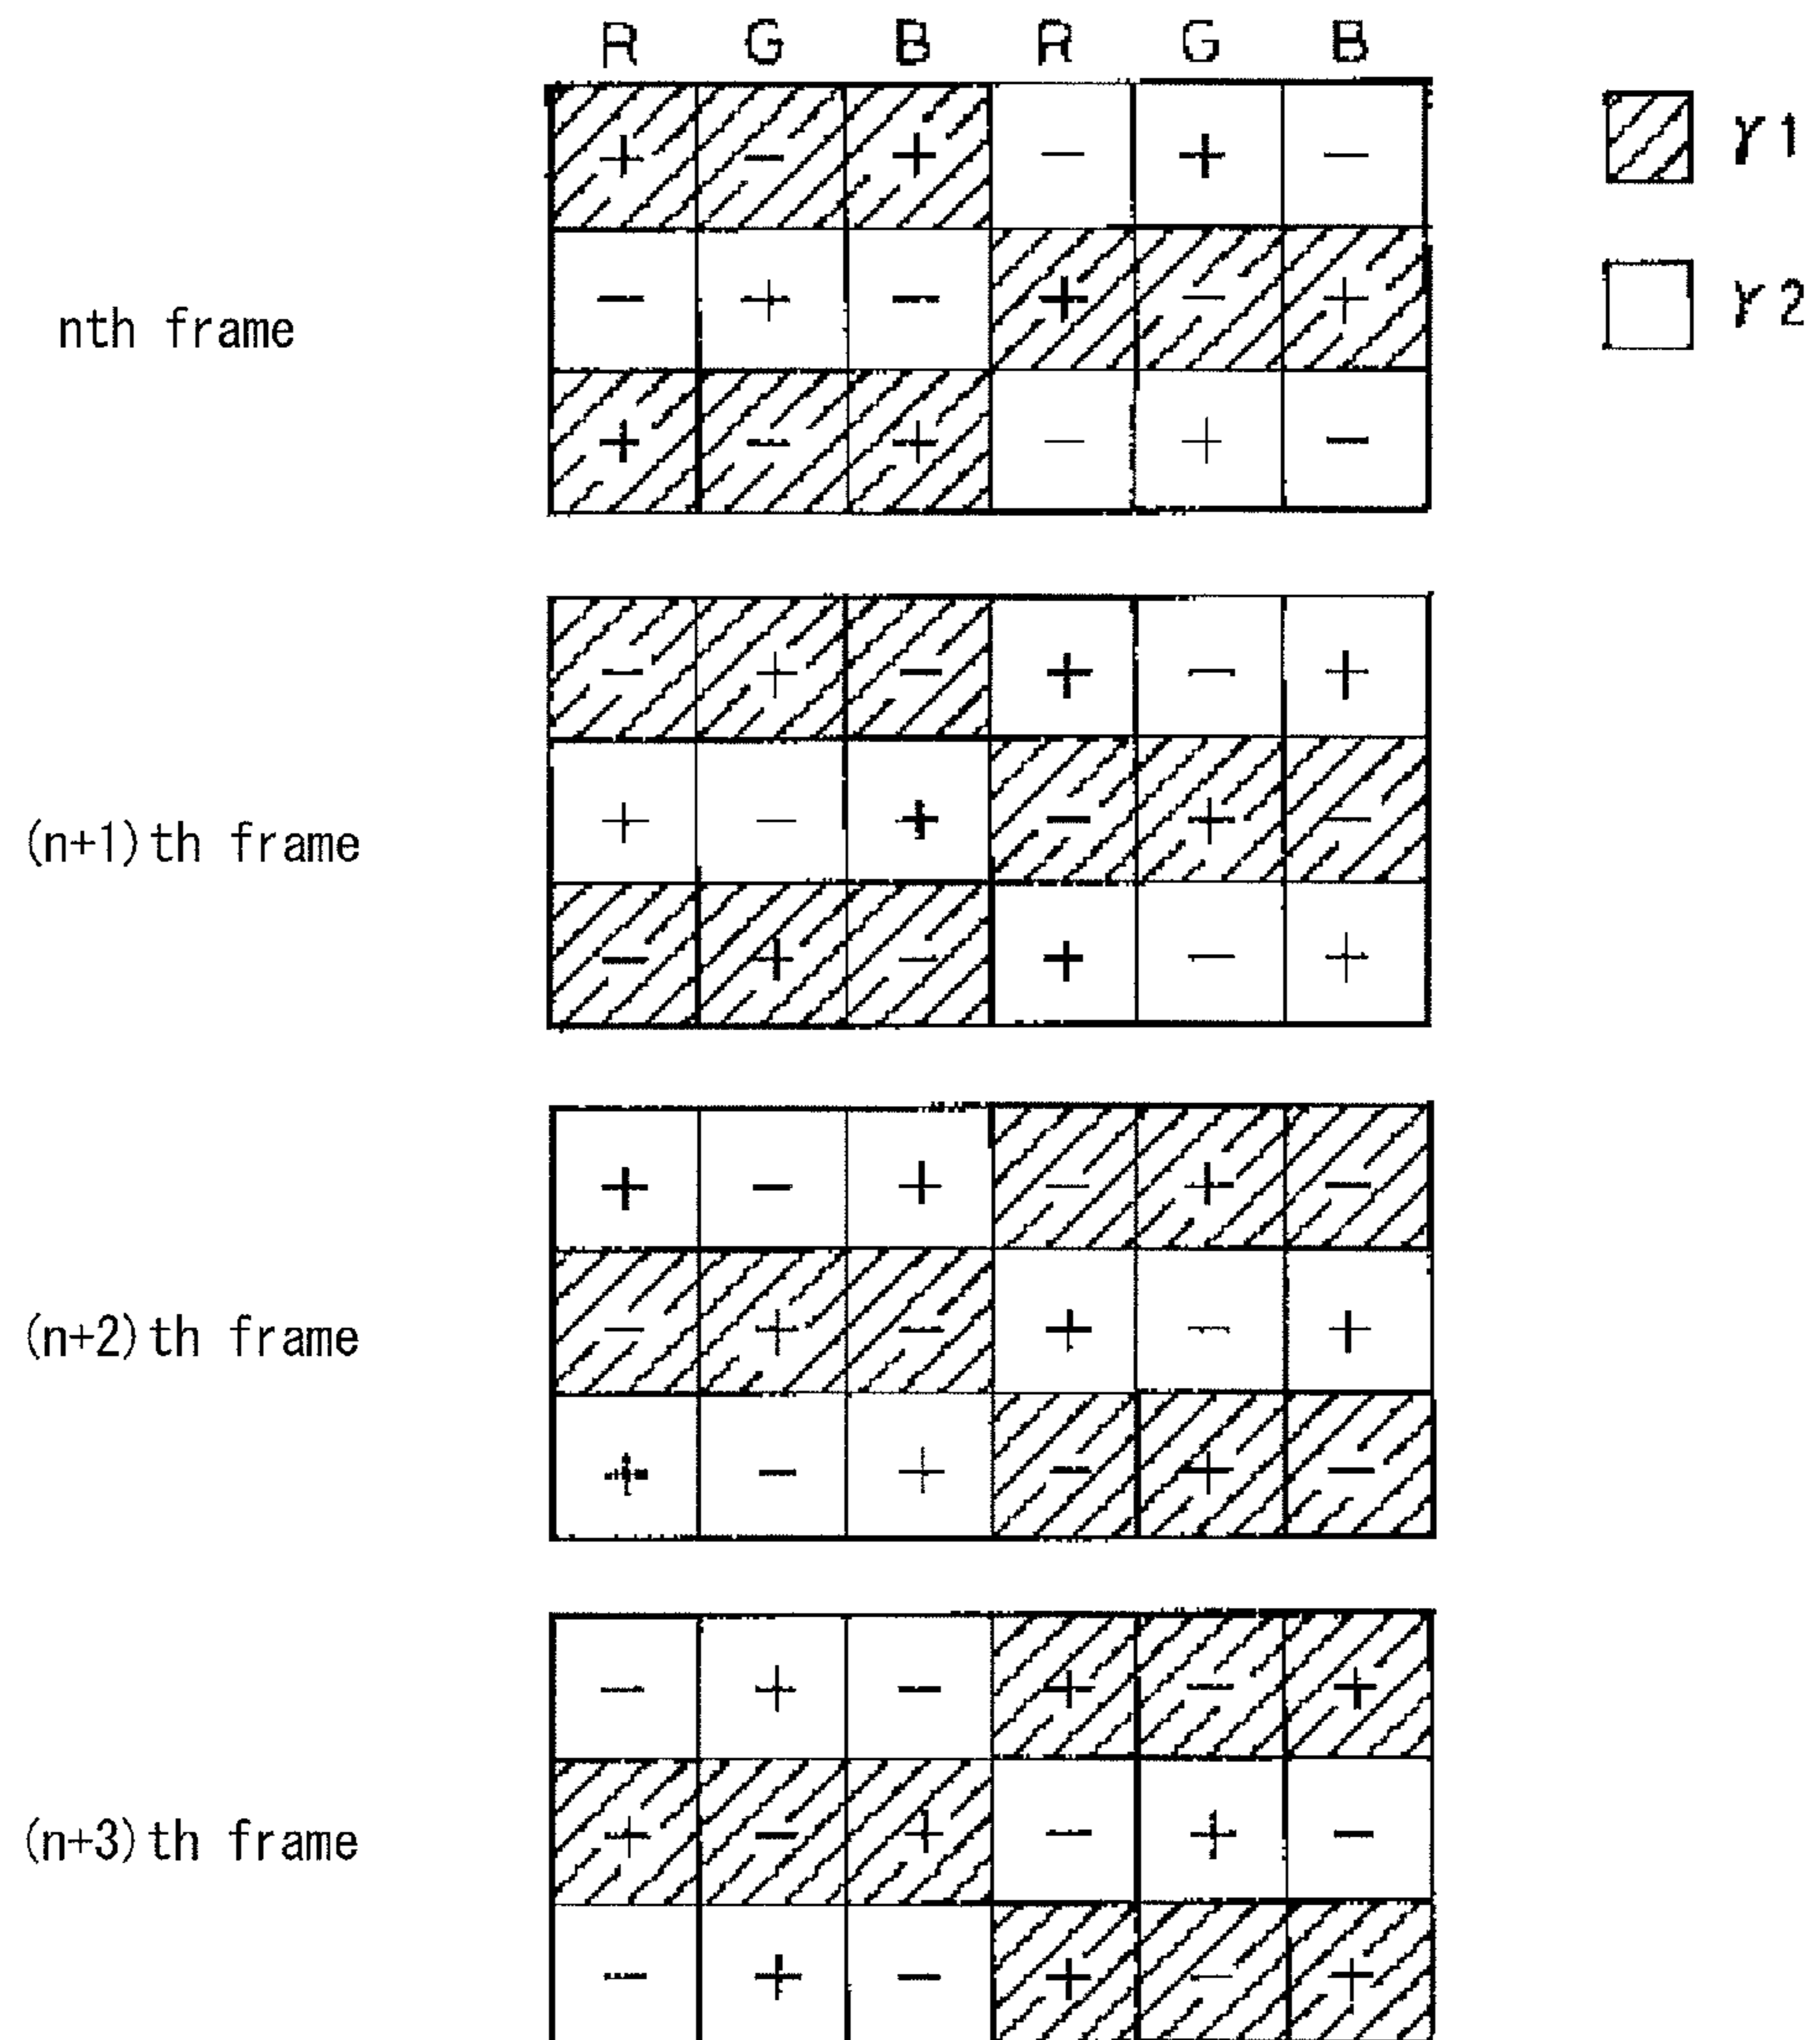 R G B R G B
+ − + − + − γ1
− + − + − + γ2
nth frame
+ − + − + −
− + − + − +
(n+1)th frame
+ − + − + −
− + − + − +
+ − + − + −
(n+2)th frame
− + − + − +
+ − + − + −
− + − + − +
(n+3)th frame
+ − + − + −
− + − + − +